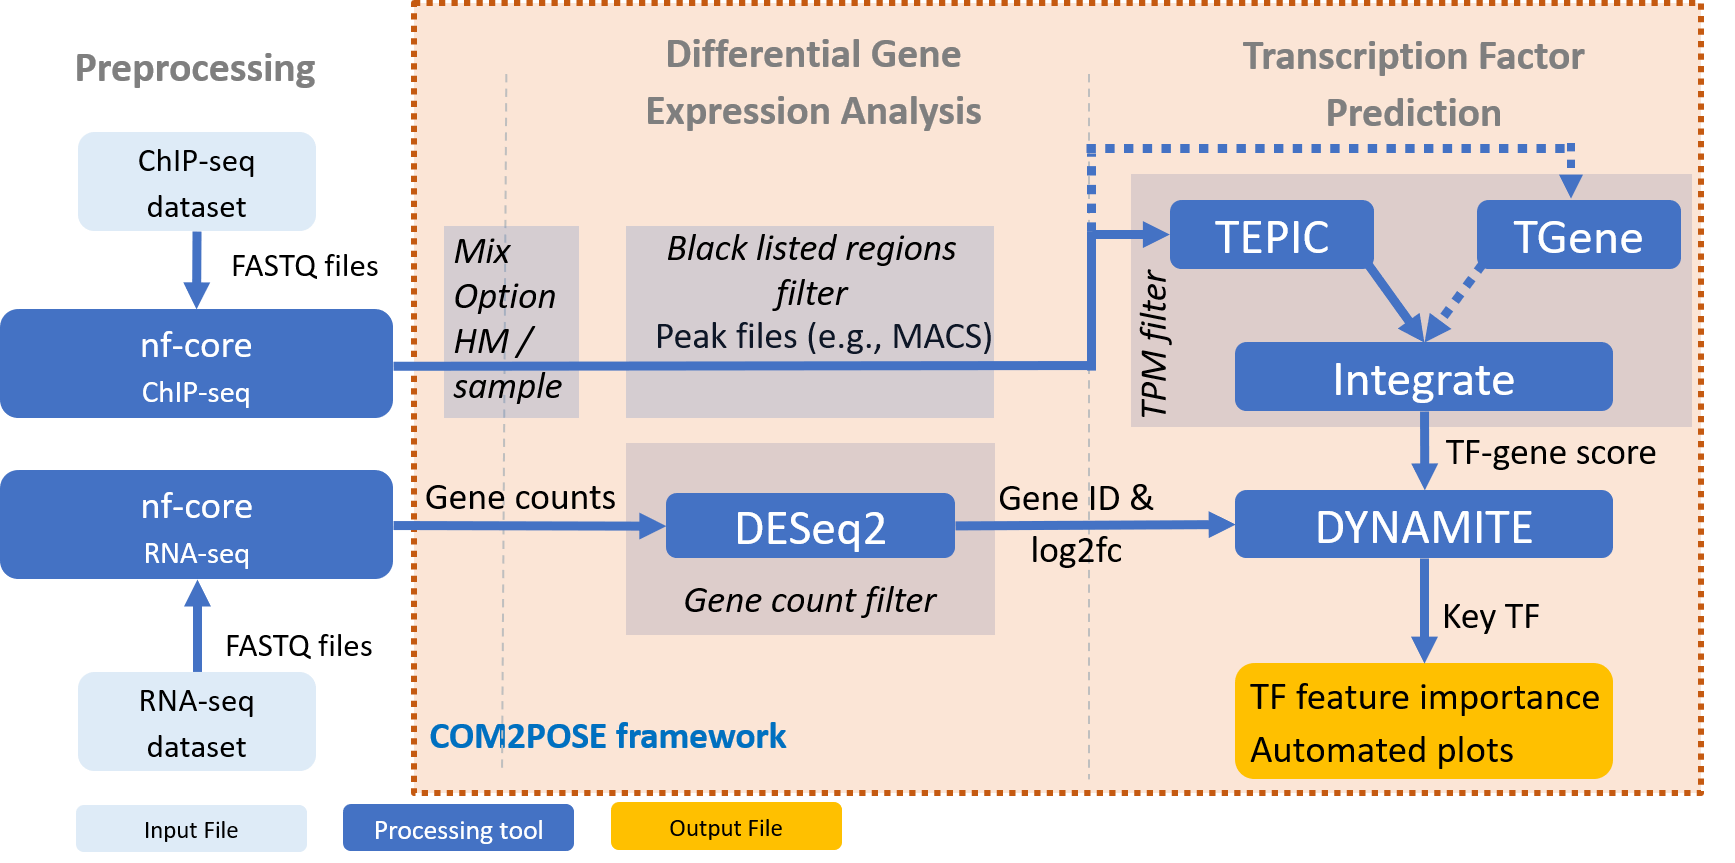 Preprocessing
Differential Gene
Expression Analysis
Transcription Factor
Prediction
ChIP-seq
dataset
FASTQ files
nf-core
ChIP-seq
Mix
Option
HM /
sample
Black listed regions
filter
Peak files (e.g., MACS)
TEPIC
TGene
TPM filter
Integrate
TF-gene score
nf-core
RNA-seq
Gene counts
DESeq2
Gene count filter
Gene ID &
log2fc
DYNAMITE
Key TF
FASTQ files
RNA-seq
dataset
COM2POSE framework
TF feature importance
Automated plots
Input File
Processing tool
Output File